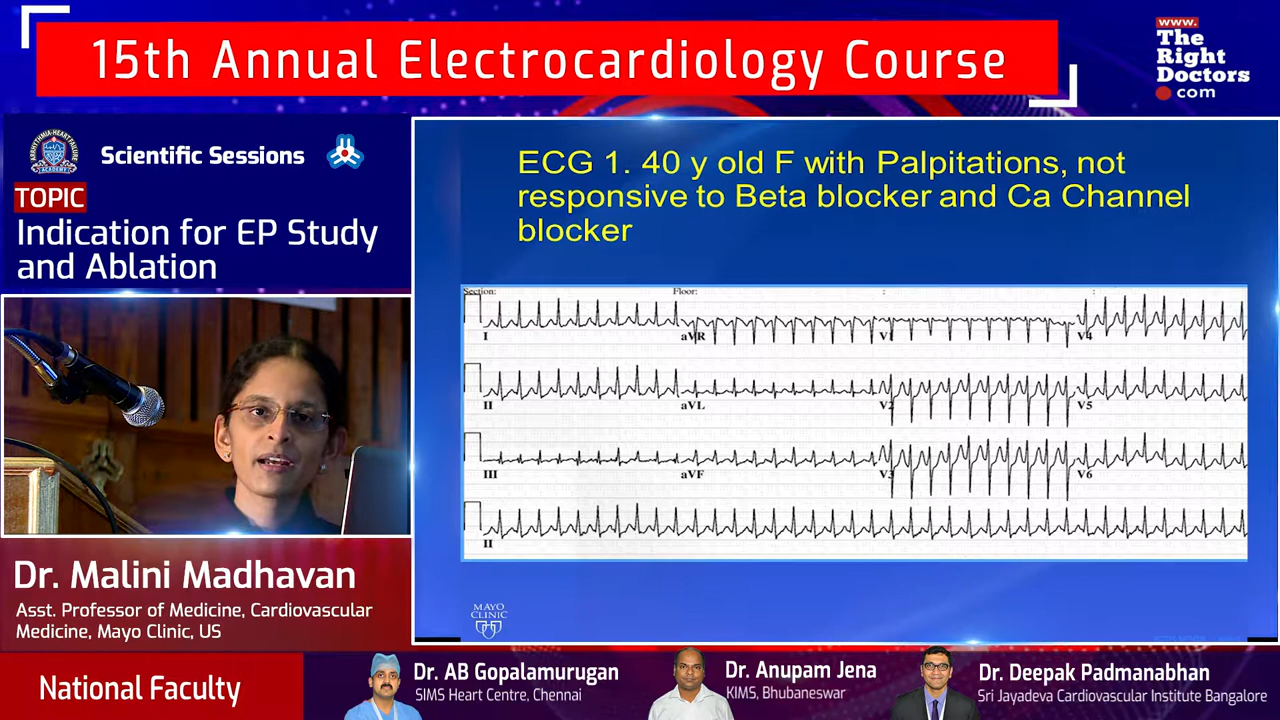 15th Annual Electrocardiology Course
www.
The
Right
Doctors
com
Scientific Sessions
TOPIC
Indication for EP Study
and Ablation
ECG 1. 40 y old F with Palpitations, not
responsive to Beta blocker and Ca Channel
blocker
Section:
Floor:
I
aVR
V1
V4
II
aVL
V2
V5
III
aVF
V3
V6
II
MAYO
CLINIC
Dr. Malini Madhavan
Asst. Professor of Medicine, Cardiovascular
Medicine, Mayo Clinic, US
National Faculty
Dr. AB Gopalamurugan
SIMS Heart Centre, Chennai
Dr. Anupam Jena
KIMS, Bhubaneswar
Dr. Deepak Padmanabhan
Sri Jayadeva Cardiovascular Institute Bangalore